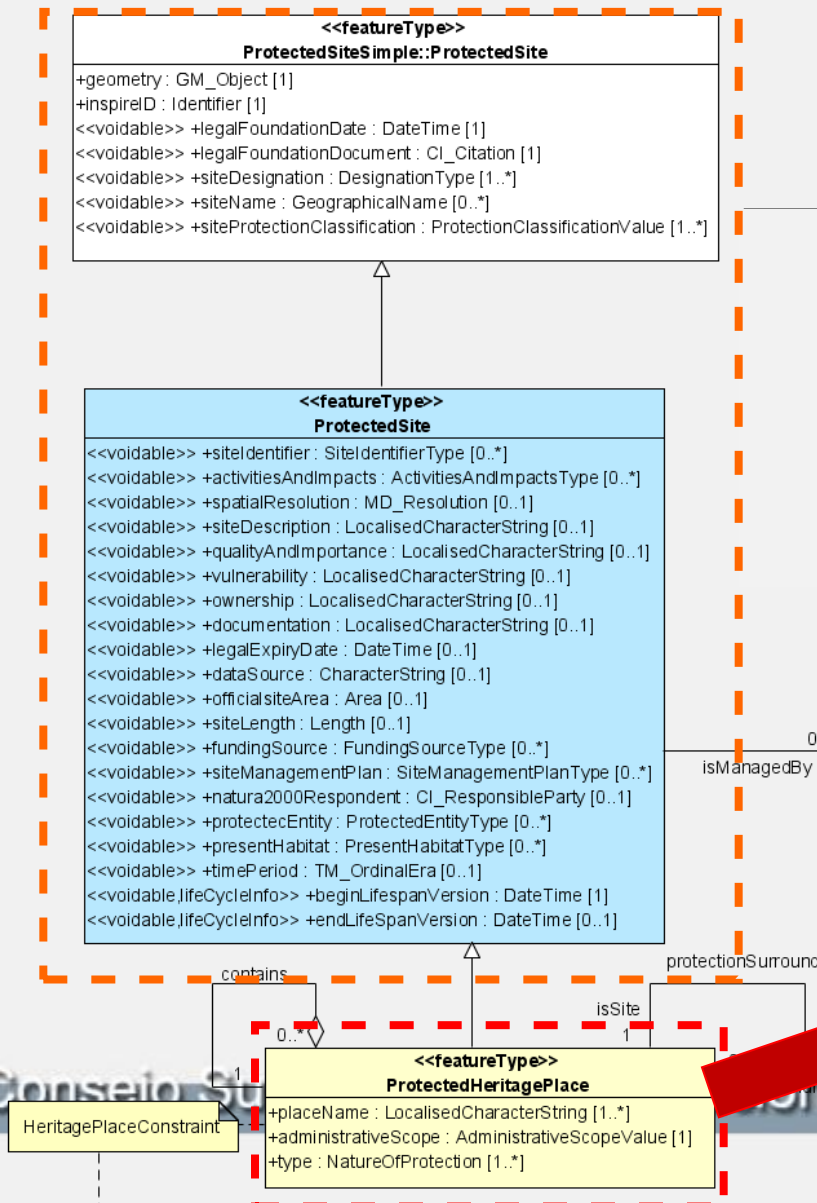 <<featureType>>
ProtectedSiteSimple::ProtectedSite
+geometry : GM_Object [1]
+inspireID : Identifier [1]
<<voidable>> +legalFoundationDate : DateTime [1]
<<voidable>> +legalFoundationDocument : CI_Citation [1]
<<voidable>> +siteDesignation : DesignationType [1..*]
<<voidable>> +siteName : GeographicalName [0..*]
<<voidable>> +siteProtectionClassification : ProtectionClassificationValue [1..*]
<<featureType>>
ProtectedSite
<<voidable>> +siteIdentifier : SiteIdentifierType [0..*]
<<voidable>> +activitiesAndImpacts : ActivitiesAndImpactsType [0..*]
<<voidable>> +spatialResolution : MD_Resolution [0..1]
<<voidable>> +siteDescription : LocalisedCharacterString [0..1]
<<voidable>> +qualityAndImportance : LocalisedCharacterString [0..1]
<<voidable>> +vulnerability : LocalisedCharacterString [0..1]
<<voidable>> +ownership : LocalisedCharacterString [0..1]
<<voidable>> +documentation : LocalisedCharacterString [0..1]
<<voidable>> +legalExpiryDate : DateTime [0..1]
<<voidable>> +dataSource : CharacterString [0..1]
<<voidable>> +officialsiteArea : Area [0..1]
<<voidable>> +siteLength : Length [0..1]
<<voidable>> +fundingSource : FundingSourceType [0..*]
<<voidable>> +siteManagementPlan : SiteManagementPlanType [0..*]
<<voidable>> +natura2000Respondent : CI_ResponsibleParty [0..1]
<<voidable>> +protecedEntity : ProtectedEntityType [0..*]
<<voidable>> +presentHabitat : PresentHabitatType [0..*]
<<voidable>> +timePeriod : TM_OrdinalEra [0..1]
<<voidable,lifeCycleInfo>> +beginLifespanVersion : DateTime [1]
<<voidable,lifeCycleInfo>> +endLifeSpanVersion : DateTime [0..1]
0
isManagedBy
contains
protectionSurround
isSite
0..*
1
1
<<featureType>>
ProtectedHeritagePlace
+placeName : LocalisedCharacterString [1..*]
+administrativeScope : AdministrativeScopeValue [1]
+type : NatureOfProtection [1..*]
Consejo Su
HeritagePlaceConstraint